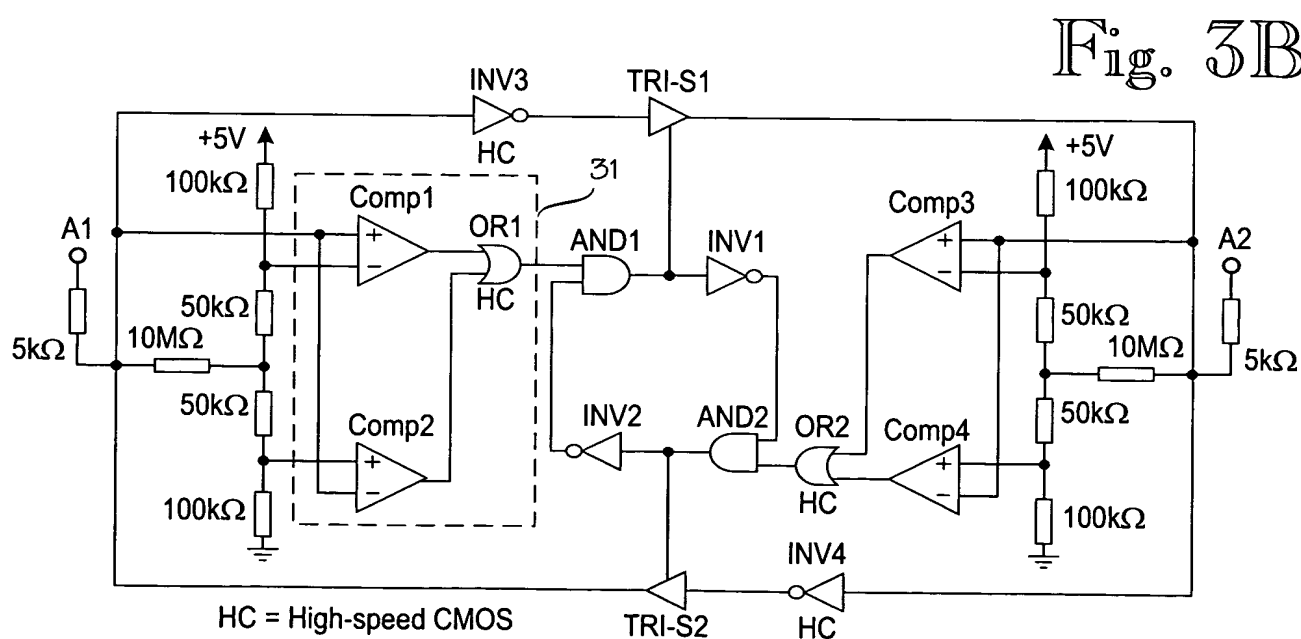 Fig. 3B
INV3
TRI-S1
HC
+5V
+5V
100kΩ
31
100kΩ
Comp1
Comp3
A1
OR1
AND1
INV1
A2
+
−
HC
+
−
50kΩ
50kΩ
5kΩ
10MΩ
10MΩ
5kΩ
50kΩ
Comp2
INV2
AND2
OR2
Comp4
50kΩ
+
−
HC
+
−
100kΩ
100kΩ
INV4
HC = High-speed CMOS
TRI-S2
HC